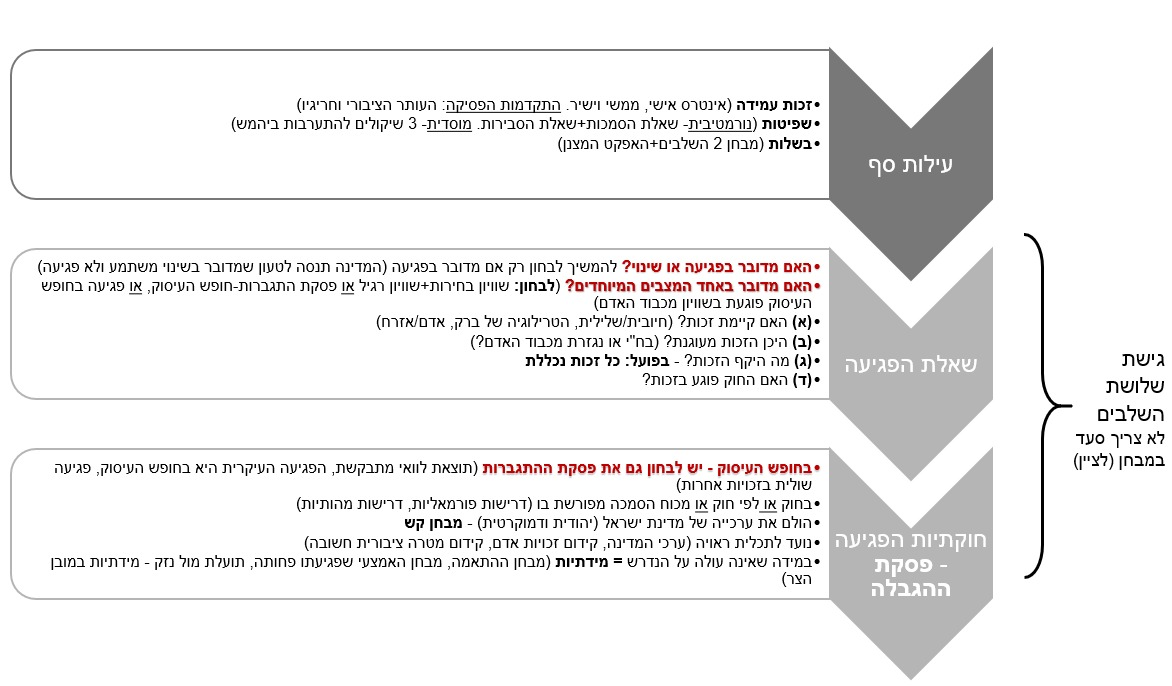 •זכות עמידה (אינטרס אישי, ממשי וישיר. התקדמות הפסיקה: העותר הציבורי וחריגיו)
•שפיטות (נורמטיבית- שאלת הסמכות+שאלת הסבירות. מוסדית- 3 שיקולים להתערבות ביהמש)
•בשלות (מבחן 2 השלבים+האפקט המצנן)
עילות סף
•האם מדובר בפגיעה או שינוי? להמשיך לבחון רק אם מדובר בפגיעה (המדינה תנסה לטעון שמדובר בשינוי משתמע ולא פגיעה)
•האם מדובר באחד המצבים המיוחדים? (לבחון: שוויון בחירות+שוויון רגיל או פסקת התגברות-חופש העיסוק, או פגיעה בחופש
העיסוק פוגעת בשוויון מכבוד האדם)
•(א) האם קיימת זכות? (חיובית/שלילית, הטרילוגיה של ברק, אדם/אזרח)
•(ב) היכן הזכות מעוגנת? (בח"י או נגזרת מכבוד האדם?)
•(ג) מה היקף הזכות? - בפועל: כל זכות נכללת
•(ד) האם החוק פוגע בזכות?
שאלת הפגיעה
•בחופש העיסוק - יש לבחון גם את פסקת ההתגברות (תוצאת לוואי מתבקשת, הפגיעה העיקרית היא בחופש העיסוק, פגיעה
שולית בזכויות אחרות)
•בחוק או לפי חוק או מכוח הסמכה מפורשת בו (דרישות פורמאליות, דרישות מהותיות)
•הולם את ערכייה של מדינת ישראל (יהודית ודמוקרטית) - מבחן קש
•נועד לתכלית ראויה (ערכי המדינה, קידום זכויות אדם, קידום מטרה ציבורית חשובה)
•במידה שאינה עולה על הנדרש = מידתיות (מבחן ההתאמה, מבחן האמצעי שפגיעתו פחותה, תועלת מול נזק - מידתיות במובן
הצר)
חוקתיות הפגיעה
- פסקת
ההגבלה
גישת
שלושת
השלבים
לא צריך סעד
במבחן (לציין)